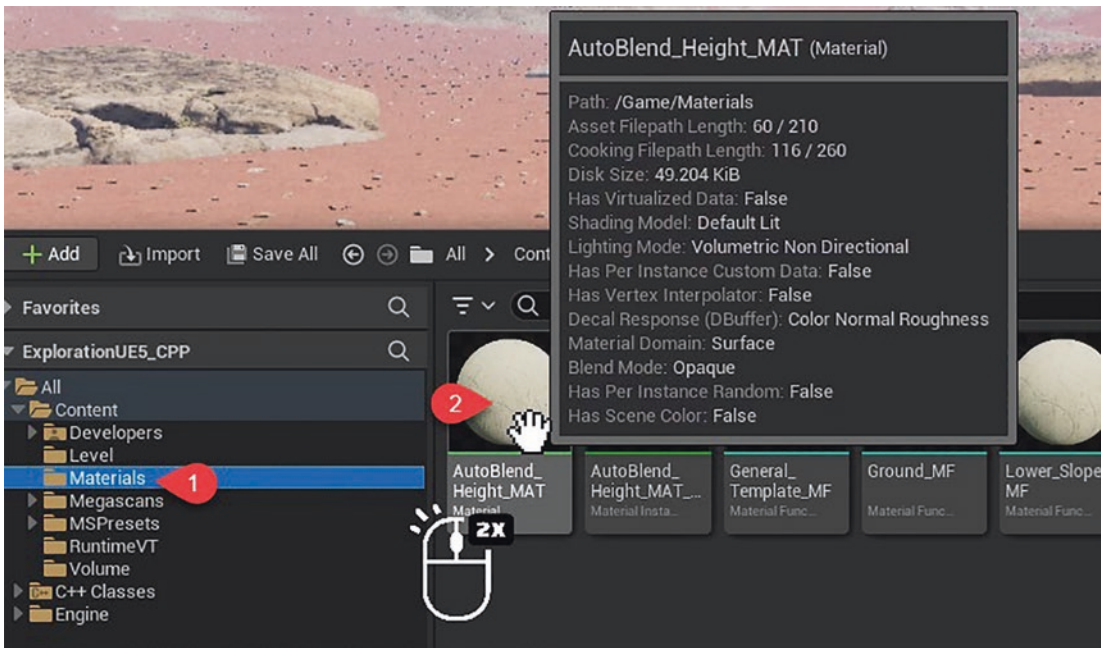 AutoBlend_Height_MAT (Material)
Path: /Game/Materials
Asset Filepath Length: 60 / 210
Cooking Filepath Length: 116 / 260
Disk Size: 49.204 KiB
Has Virtualized Data: False
Shading Model: Default Lit
Lighting Mode: Volumetric Non Directional
Has Per Instance Custom Data: False
Has Vertex Interpolator: False
Decal Response (DBuffer): Color Normal Roughness
Material Domain: Surface
Blend Mode: Opaque
Has Per Instance Random: False
Has Scene Color: False
+ Add Import Save All All > Cont
Favorites
ExplorationUE5_CPP
All
Content
Developers
Level
Materials 1
Megascans
MSPresets
RuntimeVT
Volume
C++ C++ Classes
Engine
2
AutoBlend_
Height_MAT
Material
AutoBlend_
Height_MAT_...
Material Insta...
General_
Template_MF
Material Func...
Ground_MF
Material Func...
Lower_Slope
MF
Material Func...
2X